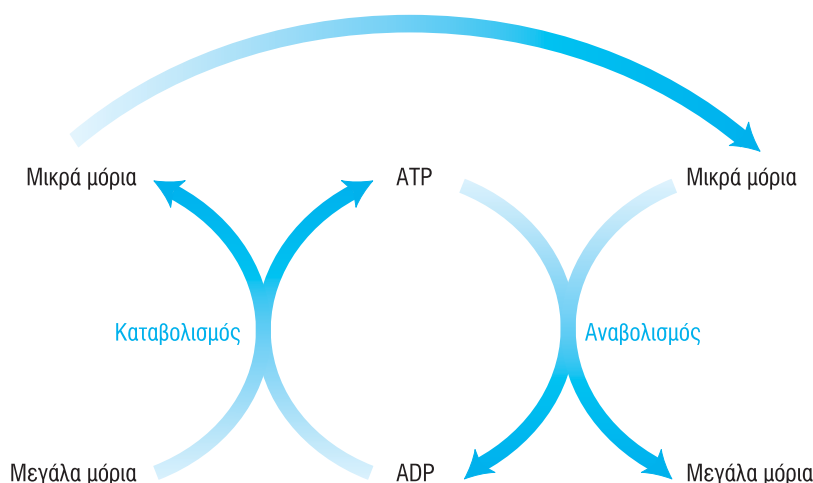 Μικρά μόρια
ATP
Μικρά μόρια
Καταβολισμός
Αναβολισμός
Μεγάλα μόρια
ADP
Μεγάλα μόρια